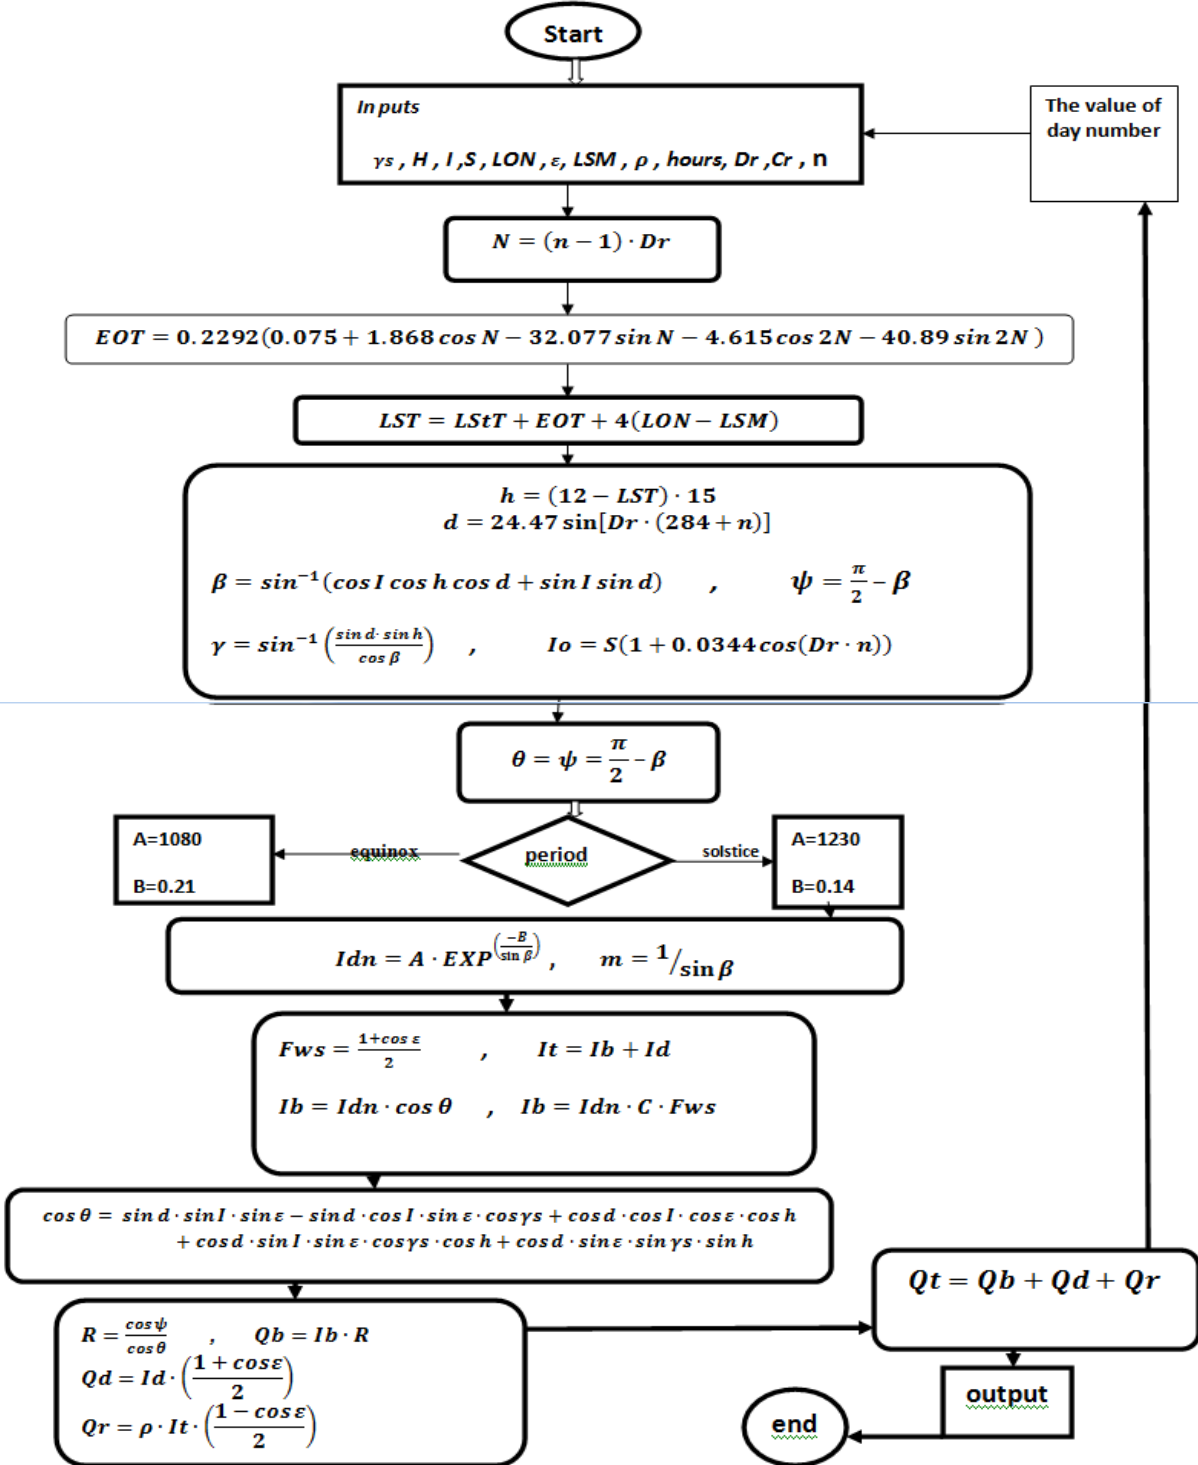 Start
Inputs
γs , H , I ,S , LON , ε, LSM , ρ , hours, Dr ,Cr , n
The value of
day number
N = (n − 1) · Dr
EOT = 0.2292(0.075 + 1.868 cos N − 32.077 sin N − 4.615 cos 2N − 40.89 sin 2N )
LST = LStT + EOT + 4(LON − LSM)
h = (12 − LST) · 15
d = 24.47 sin[Dr · (284 + n)]
β = sin⁻¹(cos I cos h cos d + sin I sin d) , ψ = π/2 − β
γ = sin⁻¹ (sin d· sin h / cos β) , Io = S(1 + 0.0344 cos(Dr · n))
θ = ψ = π/2 − β
A=1080
B=0.21
equinox
period
solstice
A=1230
B=0.14
Idn = A · EXP^(−B/sin β) , m = 1/sin β
Fws = (1+cos ε)/2 , It = Ib + Id
Ib = Idn · cos θ , Ib = Idn · C · Fws
cos θ = sin d · sin I · sin ε − sin d · cos I · sin ε · cos γs + cos d · cos I · cos ε · cos h
+ cos d · sin I · sin ε · cos γs · cos h + cos d · sin ε · sin γs · sin h
R = cos ψ / cos θ , Qb = Ib · R
Qd = Id · ((1 + cos ε)/2)
Qr = ρ · It · ((1 − cos ε)/2)
Qt = Qb + Qd + Qr
output
end